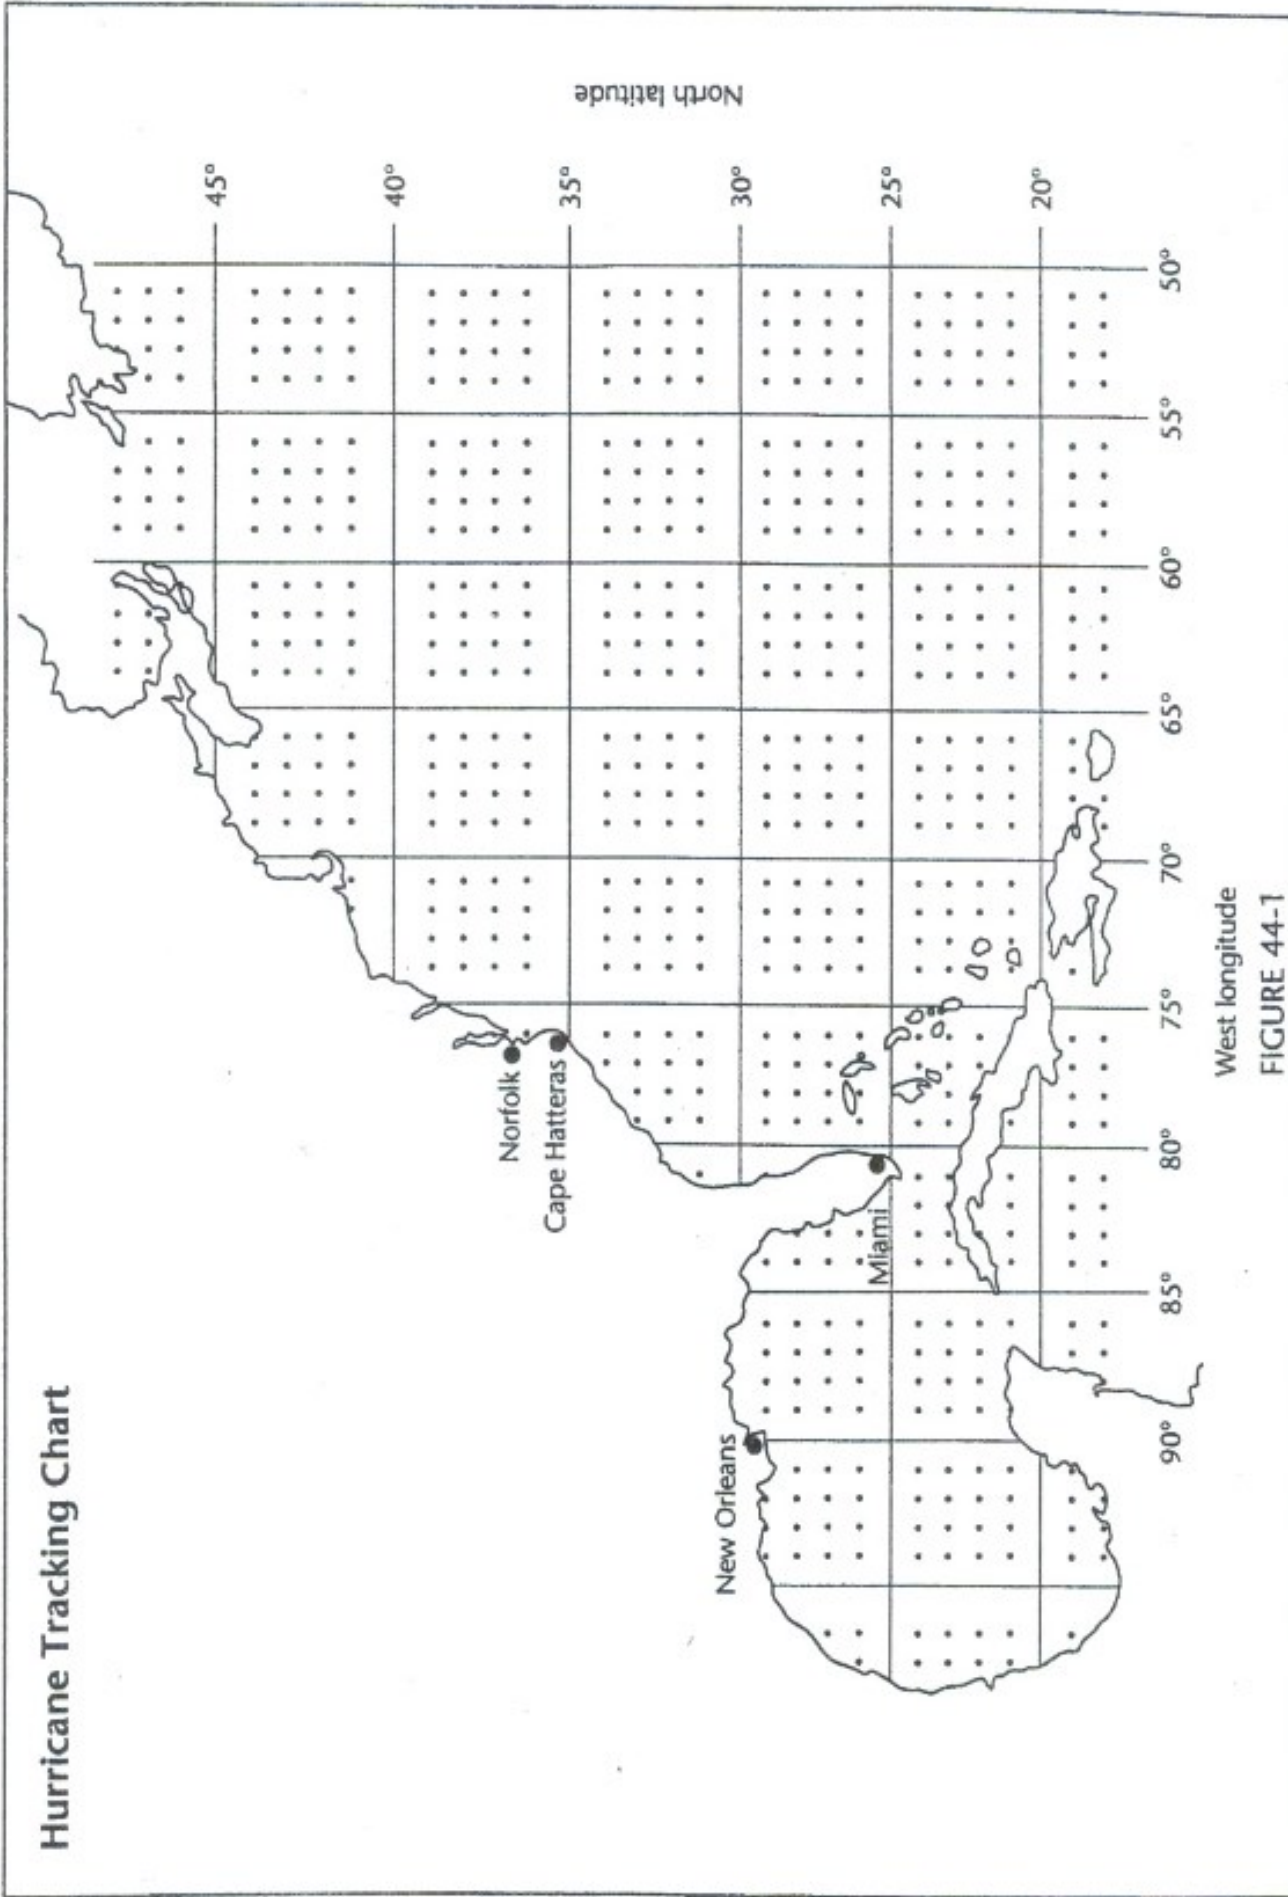 Hurricane Tracking Chart
North latitude
45°
40°
35°
30°
25°
20°
Norfolk
Cape Hatteras
New Orleans
Miami
90°
85°
80°
75°
70°
65°
60°
55°
50°
West longitude
FIGURE 44-1